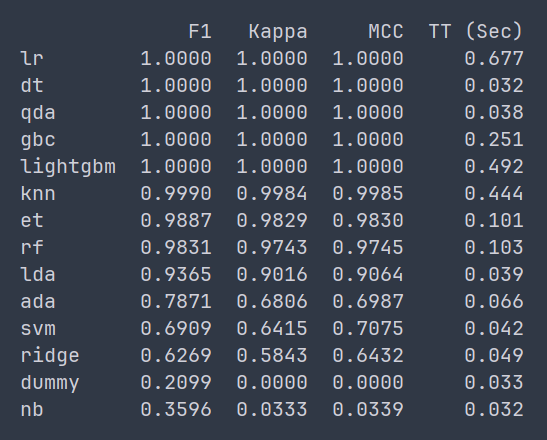 F1 Kappa MCC TT (Sec)
lr 1.0000 1.0000 1.0000 0.677
dt 1.0000 1.0000 1.0000 0.032
qda 1.0000 1.0000 1.0000 0.038
gbc 1.0000 1.0000 1.0000 0.251
lightgbm 1.0000 1.0000 1.0000 0.492
knn 0.9990 0.9984 0.9985 0.444
et 0.9887 0.9829 0.9830 0.101
rf 0.9831 0.9743 0.9745 0.103
lda 0.9365 0.9016 0.9064 0.039
ada 0.7871 0.6806 0.6987 0.066
svm 0.6909 0.6415 0.7075 0.042
ridge 0.6269 0.5843 0.6432 0.049
dummy 0.2099 0.0000 0.0000 0.033
nb 0.3596 0.0333 0.0339 0.032